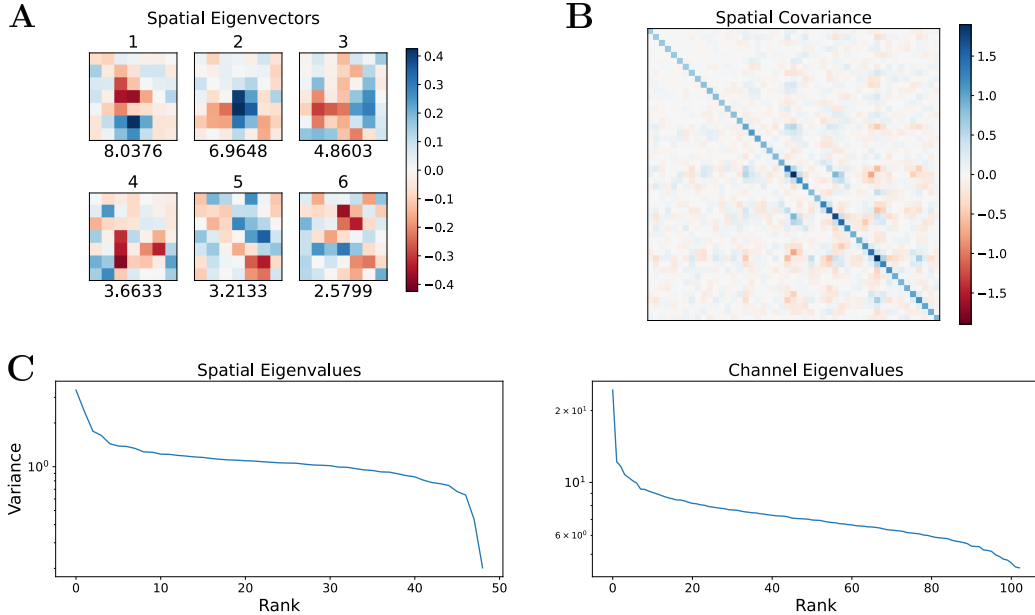 A
Spatial Eigenvectors
1 2 3
8.0376 6.9648 4.8603
4 5 6
3.6633 3.2133 2.5799
0.4
0.3
0.2
0.1
0.0
−0.1
−0.2
−0.3
−0.4
B
Spatial Covariance
1.5
1.0
0.5
0.0
−0.5
−1.0
−1.5
C
Spatial Eigenvalues
Variance
10⁰
0 10 20 30 40 50
Rank
Channel Eigenvalues
2 × 10¹
10¹
6 × 10⁰
0 20 40 60 80 100
Rank